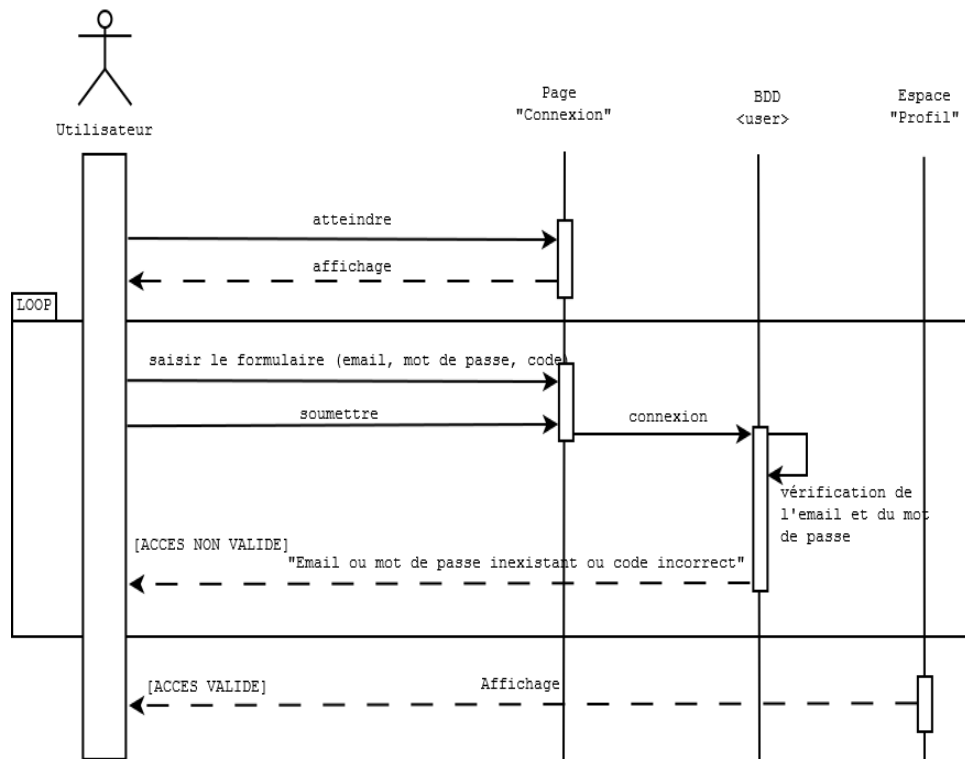 Utilisateur
Page
"Connexion"
BDD
<user>
Espace
"Profil"
atteindre
affichage
LOOP
saisir le formulaire (email, mot de passe, code)
soumettre
connexion
vérification de
l'email et du mot
de passe
[ACCES NON VALIDE]
"Email ou mot de passe inexistant ou code incorrect"
[ACCES VALIDE]
Affichage